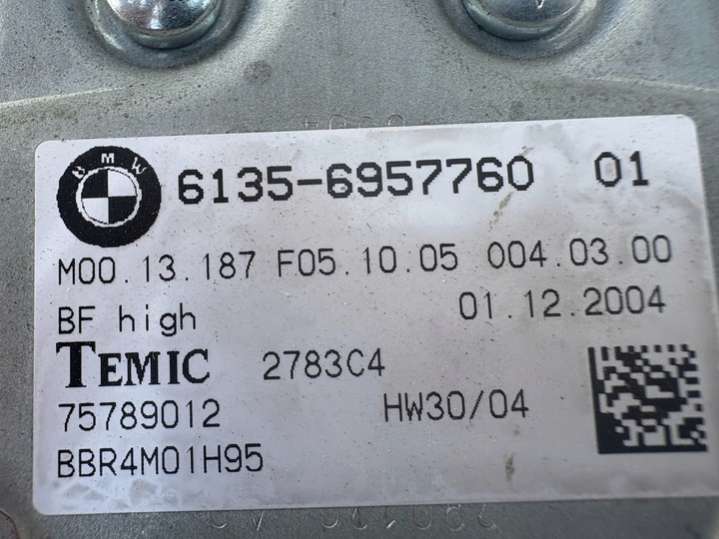 BMW
6135-6957760 01
M00.13.187 F05.10.05 004.03.00
BF high 01.12.2004
TEMIC 2783C4
75789012 HW30/04
BBR4M01H95